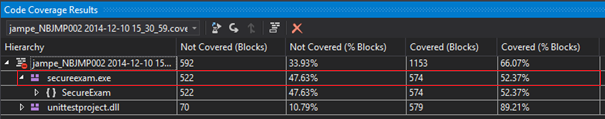 Code Coverage Results
jampe_NBJMP002 2014-12-10 15_30_59.cove
Hierarchy Not Covered (Blocks) Not Covered (% Blocks) Covered (Blocks) Covered (% Blocks)
jampe_NBJMP002 2014-12-10 15... 592 33.93% 1153 66.07%
secureexam.exe 522 47.63% 574 52.37%
{ } SecureExam 522 47.63% 574 52.37%
unittestproject.dll 70 10.79% 579 89.21%